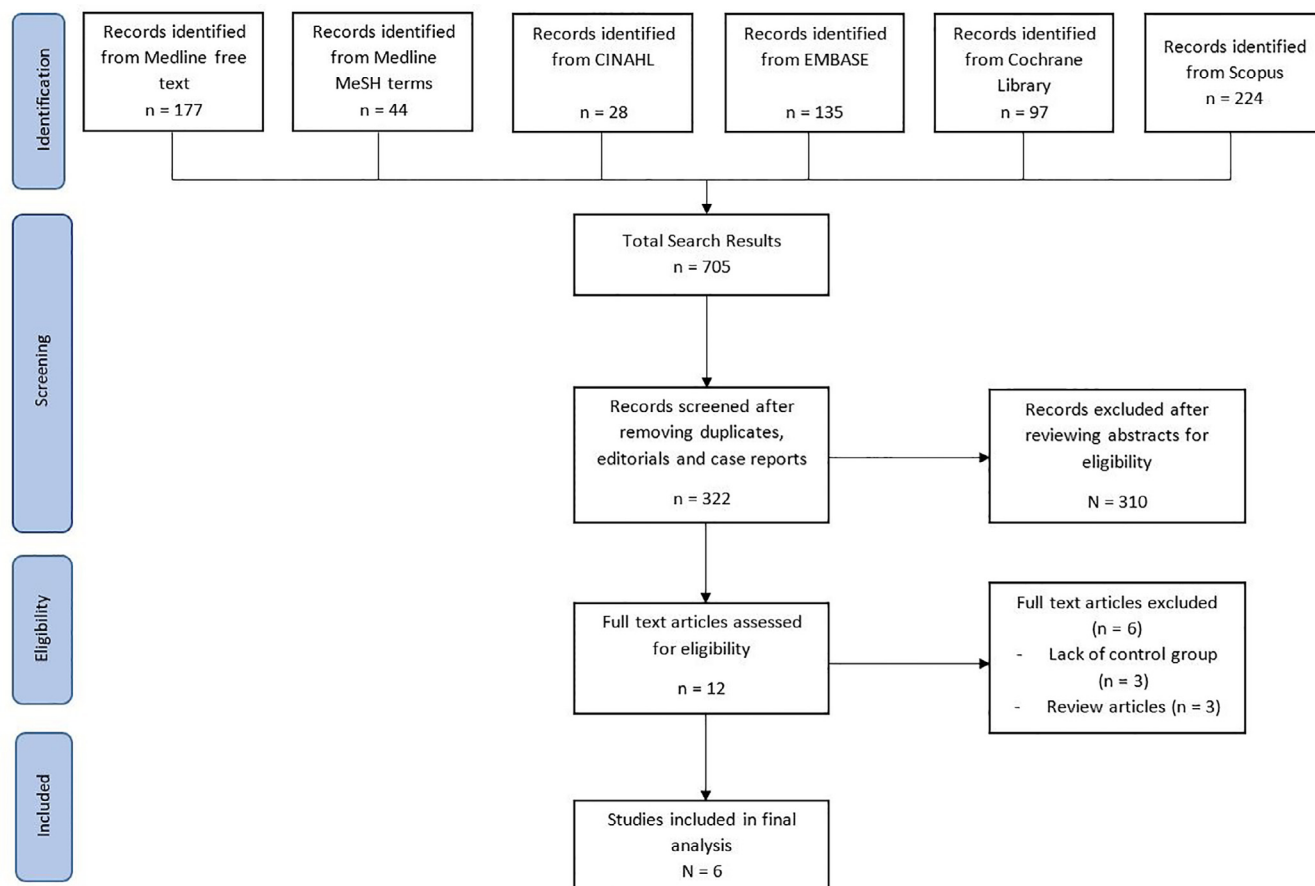 Identification
Records identified
from Medline free
text
n = 177
Records identified
from Medline
MeSH terms
n = 44
Records identified
from CINAHL
n = 28
Records identified
from EMBASE
n = 135
Records identified
from Cochrane
Library
n = 97
Records identified
from Scopus
n = 224
Total Search Results
n = 705
Screening
Records screened after
removing duplicates,
editorials and case reports
n = 322
Records excluded after
reviewing abstracts for
eligibility
N = 310
Eligibility
Full text articles assessed
for eligibility
n = 12
Full text articles excluded
(n = 6)
- Lack of control group
(n = 3)
- Review articles (n = 3)
Included
Studies included in final
analysis
N = 6